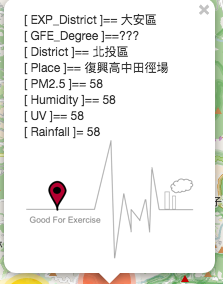 [ EXP_District ]== 大安區
[ GFE_Degree ]==???
[ District ]== 北投區
[ Place ]== 復興高中田徑場
[ PM2.5 ]== 58
[ Humidity ]== 58
[ UV ]== 58
[ Rainfall ]= 58
Good For Exercise